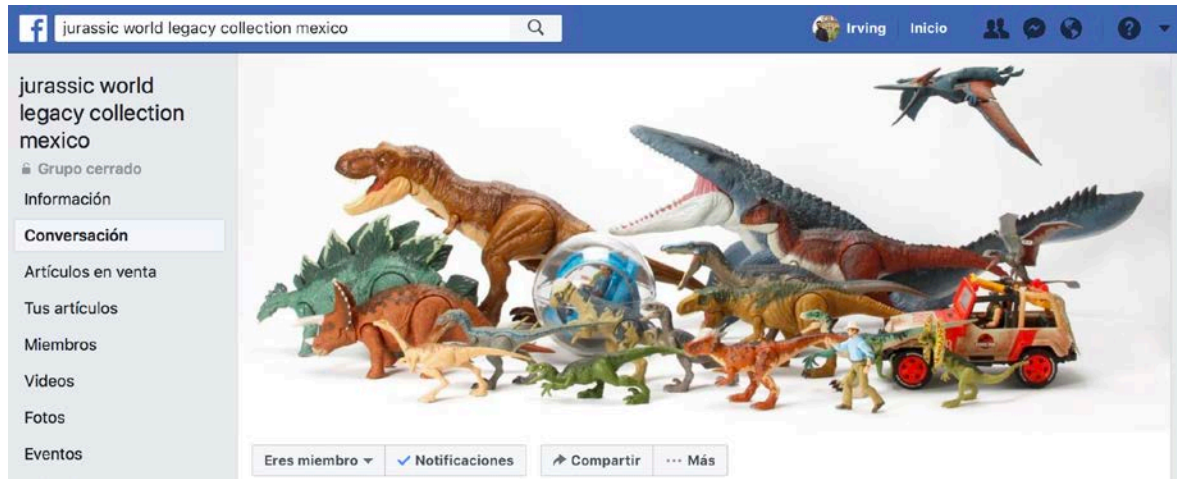 jurassic world legacy collection mexico
Irving
Inicio
jurassic world
legacy collection
mexico
Grupo cerrado
Información
Conversación
Artículos en venta
Tus artículos
Miembros
Videos
Fotos
Eventos
Eres miembro
Notificaciones
Compartir
Más